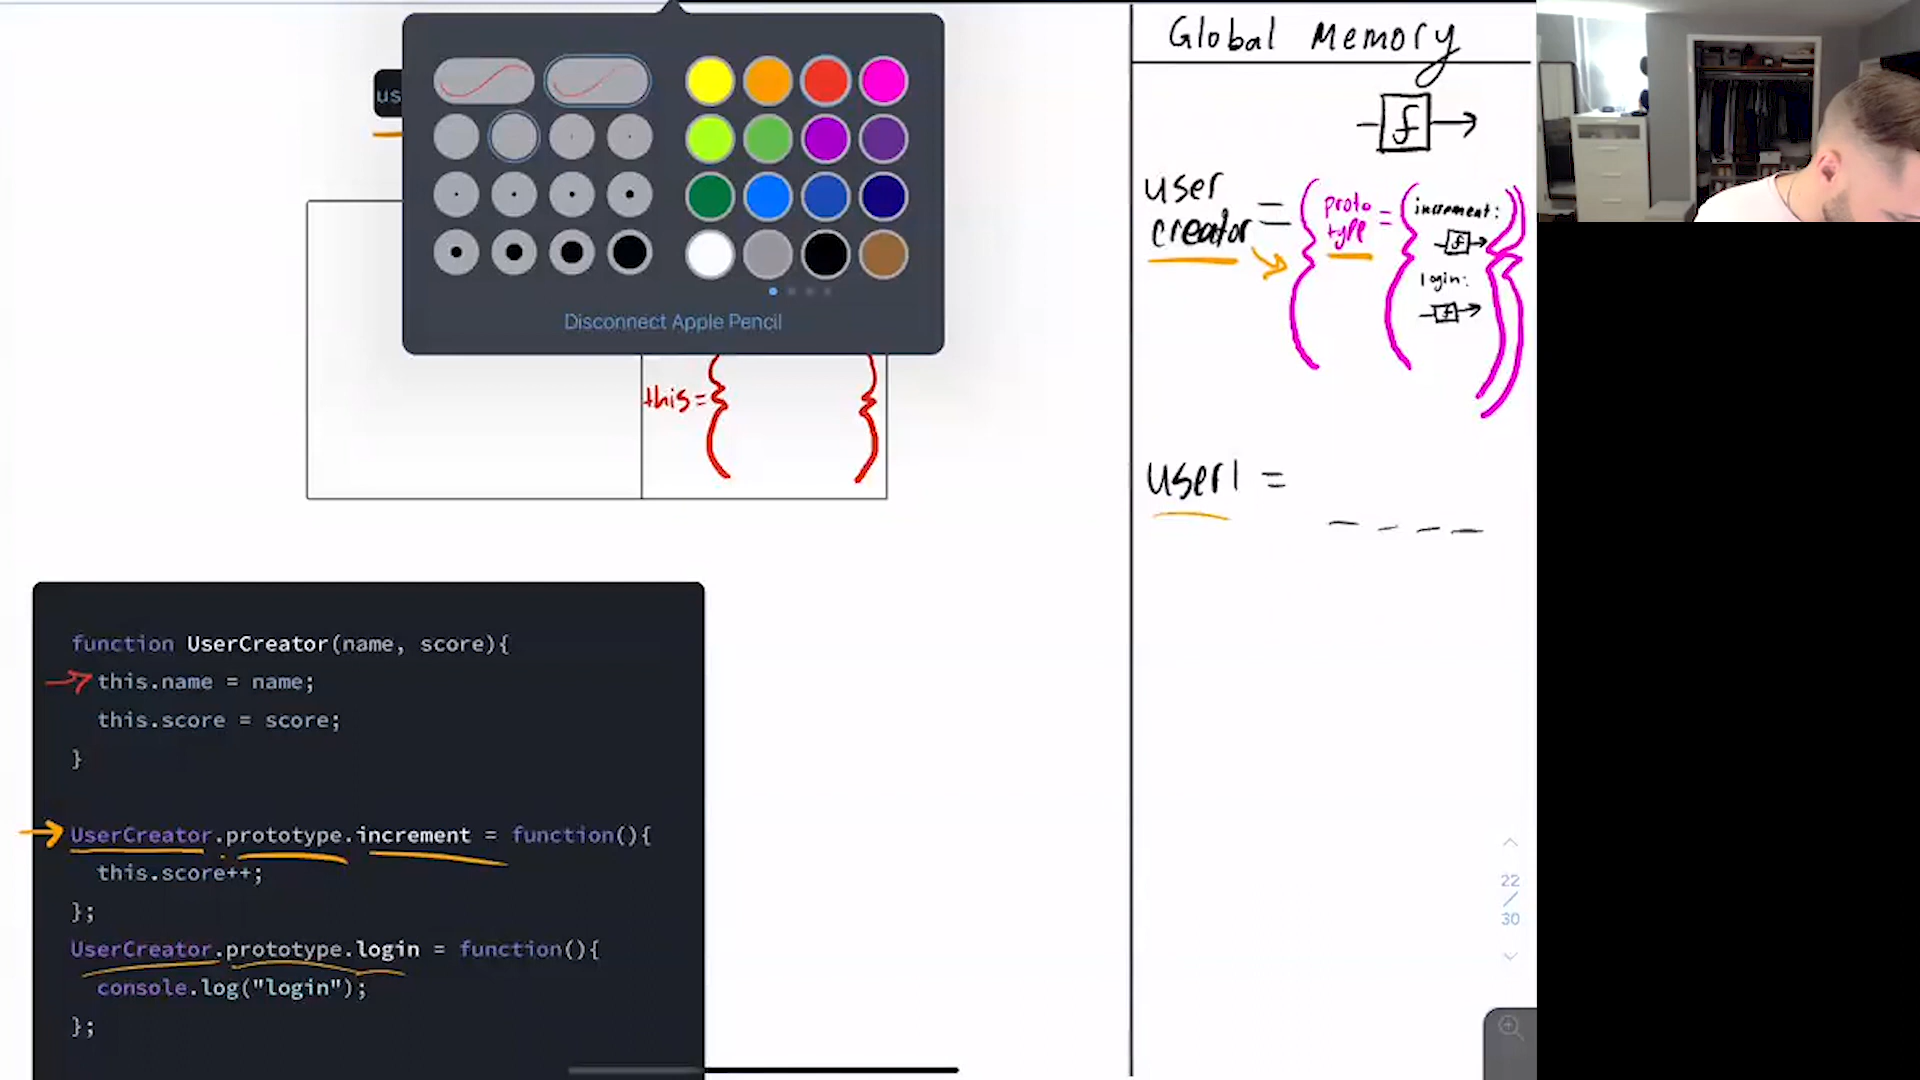 Global Memory
us
f
user
creator = { proto
type = { increment:
f
login:
f
this = {
user1 =
Disconnect Apple Pencil
function UserCreator(name, score){
this.name = name;
this.score = score;
}
UserCreator.prototype.increment = function(){
this.score++;
};
UserCreator.prototype.login = function(){
console.log("login");
};
22
/
30